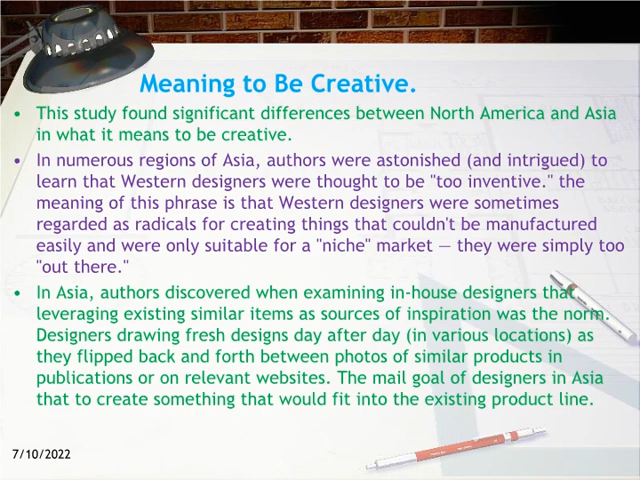 Meaning to Be Creative.
• This study found significant differences between North America and Asia
in what it means to be creative.
• In numerous regions of Asia, authors were astonished (and intrigued) to
learn that Western designers were thought to be "too inventive." the
meaning of this phrase is that Western designers were sometimes
regarded as radicals for creating things that couldn't be manufactured
easily and were only suitable for a "niche" market — they were simply too
"out there."
• In Asia, authors discovered when examining in-house designers that
leveraging existing similar items as sources of inspiration was the norm.
Designers drawing fresh designs day after day (in various locations) as
they flipped back and forth between photos of similar products in
publications or on relevant websites. The mail goal of designers in Asia
that to create something that would fit into the existing product line.
7/10/2022